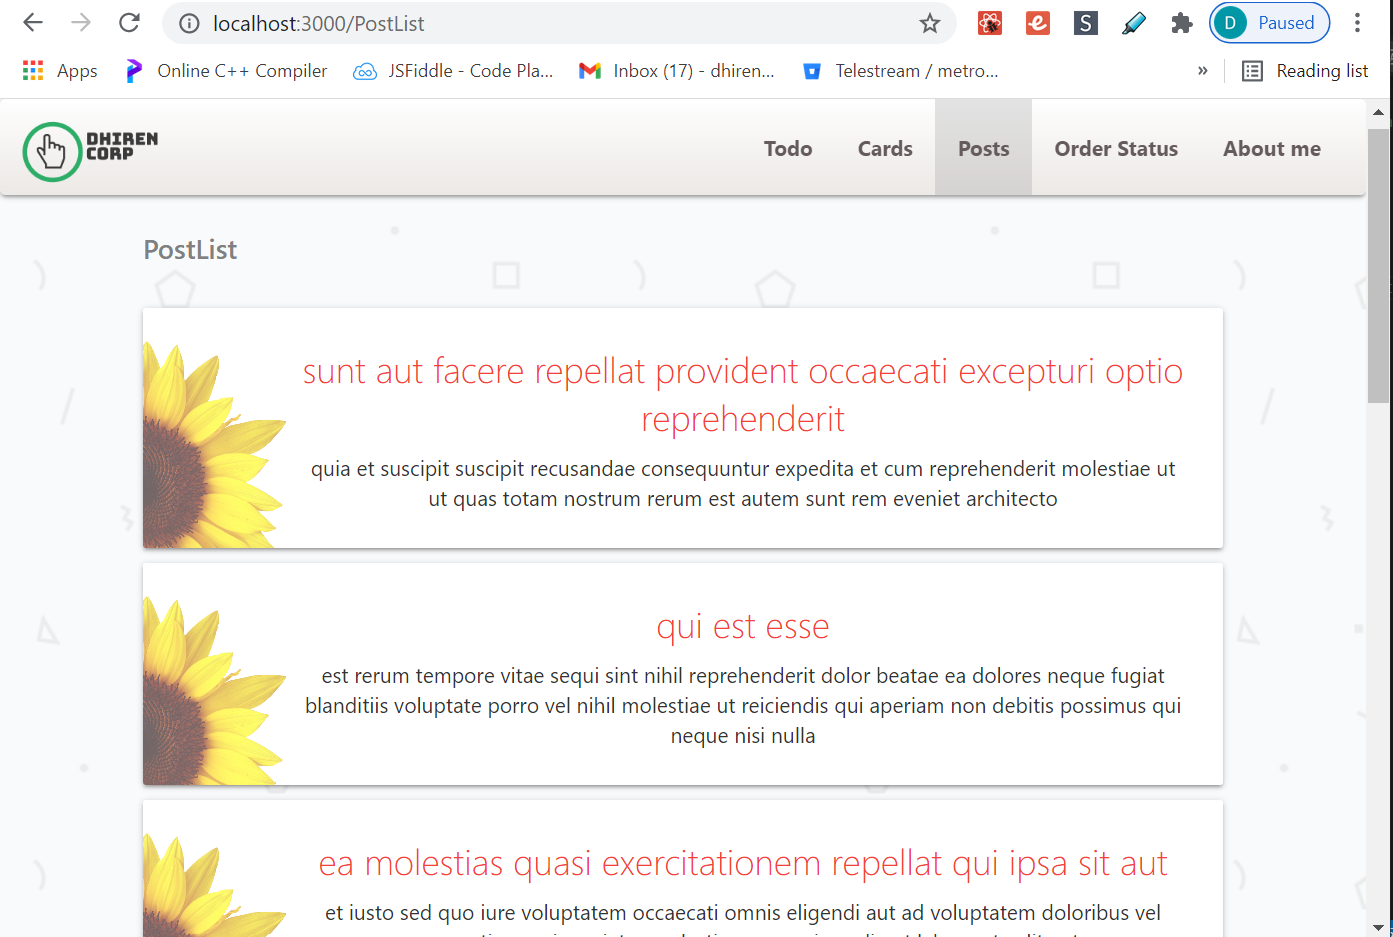 localhost:3000/PostList
S
D Paused
Apps
Online C++ Compiler
JSFiddle - Code Pla...
Inbox (17) - dhiren...
Telestream / metro...
»
Reading list
DHIREN
CORP
Todo
Cards
Posts
Order Status
About me
PostList
sunt aut facere repellat provident occaecati excepturi optio
reprehenderit
quia et suscipit suscipit recusandae consequuntur expedita et cum reprehenderit molestiae ut
ut quas totam nostrum rerum est autem sunt rem eveniet architecto
qui est esse
est rerum tempore vitae sequi sint nihil reprehenderit dolor beatae ea dolores neque fugiat
blanditiis voluptate porro vel nihil molestiae ut reiciendis qui aperiam non debitis possimus qui
neque nisi nulla
ea molestias quasi exercitationem repellat qui ipsa sit aut
et iusto sed quo iure voluptatem occaecati omnis eligendi aut ad voluptatem doloribus vel